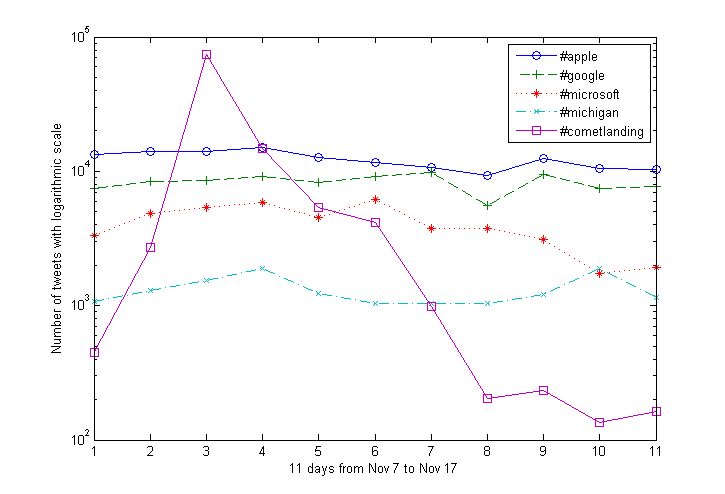 10^5
10^4
10^3
10^2
Number of tweets with logarithmic scale
#apple
#google
#microsoft
#michigan
#cometlanding
1 2 3 4 5 6 7 8 9 10 11
11 days from Nov 7 to Nov 17